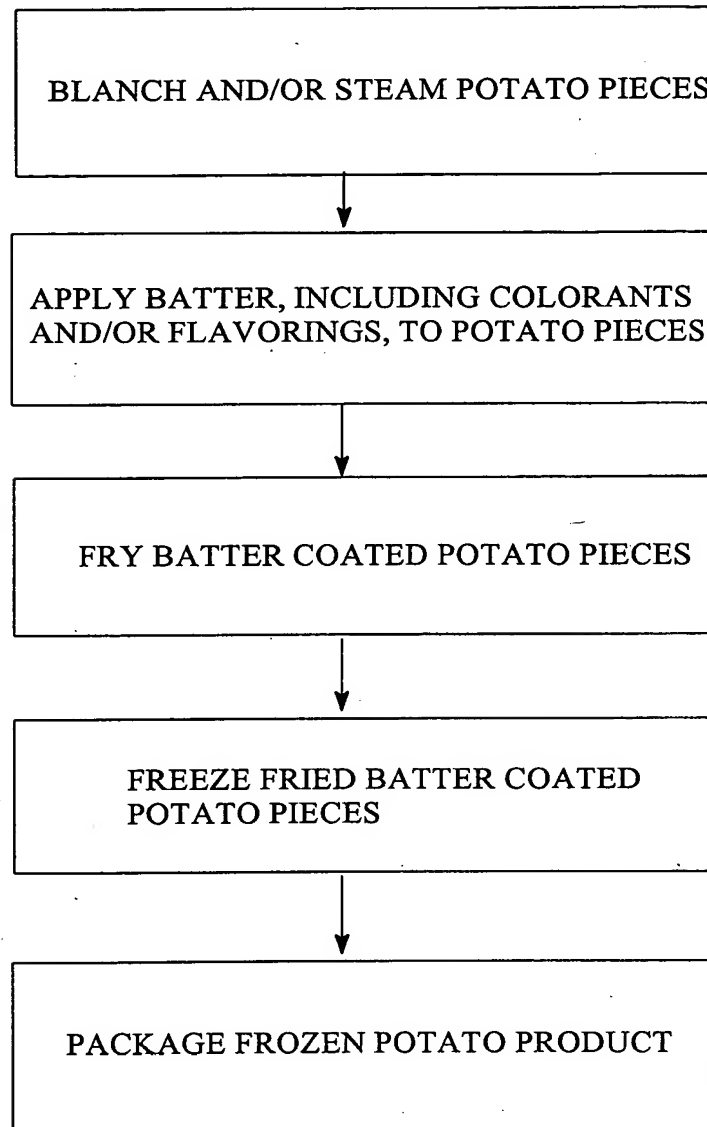 BLANCH AND/OR STEAM POTATO PIECES
APPLY BATTER, INCLUDING COLORANTS
AND/OR FLAVORINGS, TO POTATO PIECES
FRY BATTER COATED POTATO PIECES
FREEZE FRIED BATTER COATED
POTATO PIECES
PACKAGE FROZEN POTATO PRODUCT